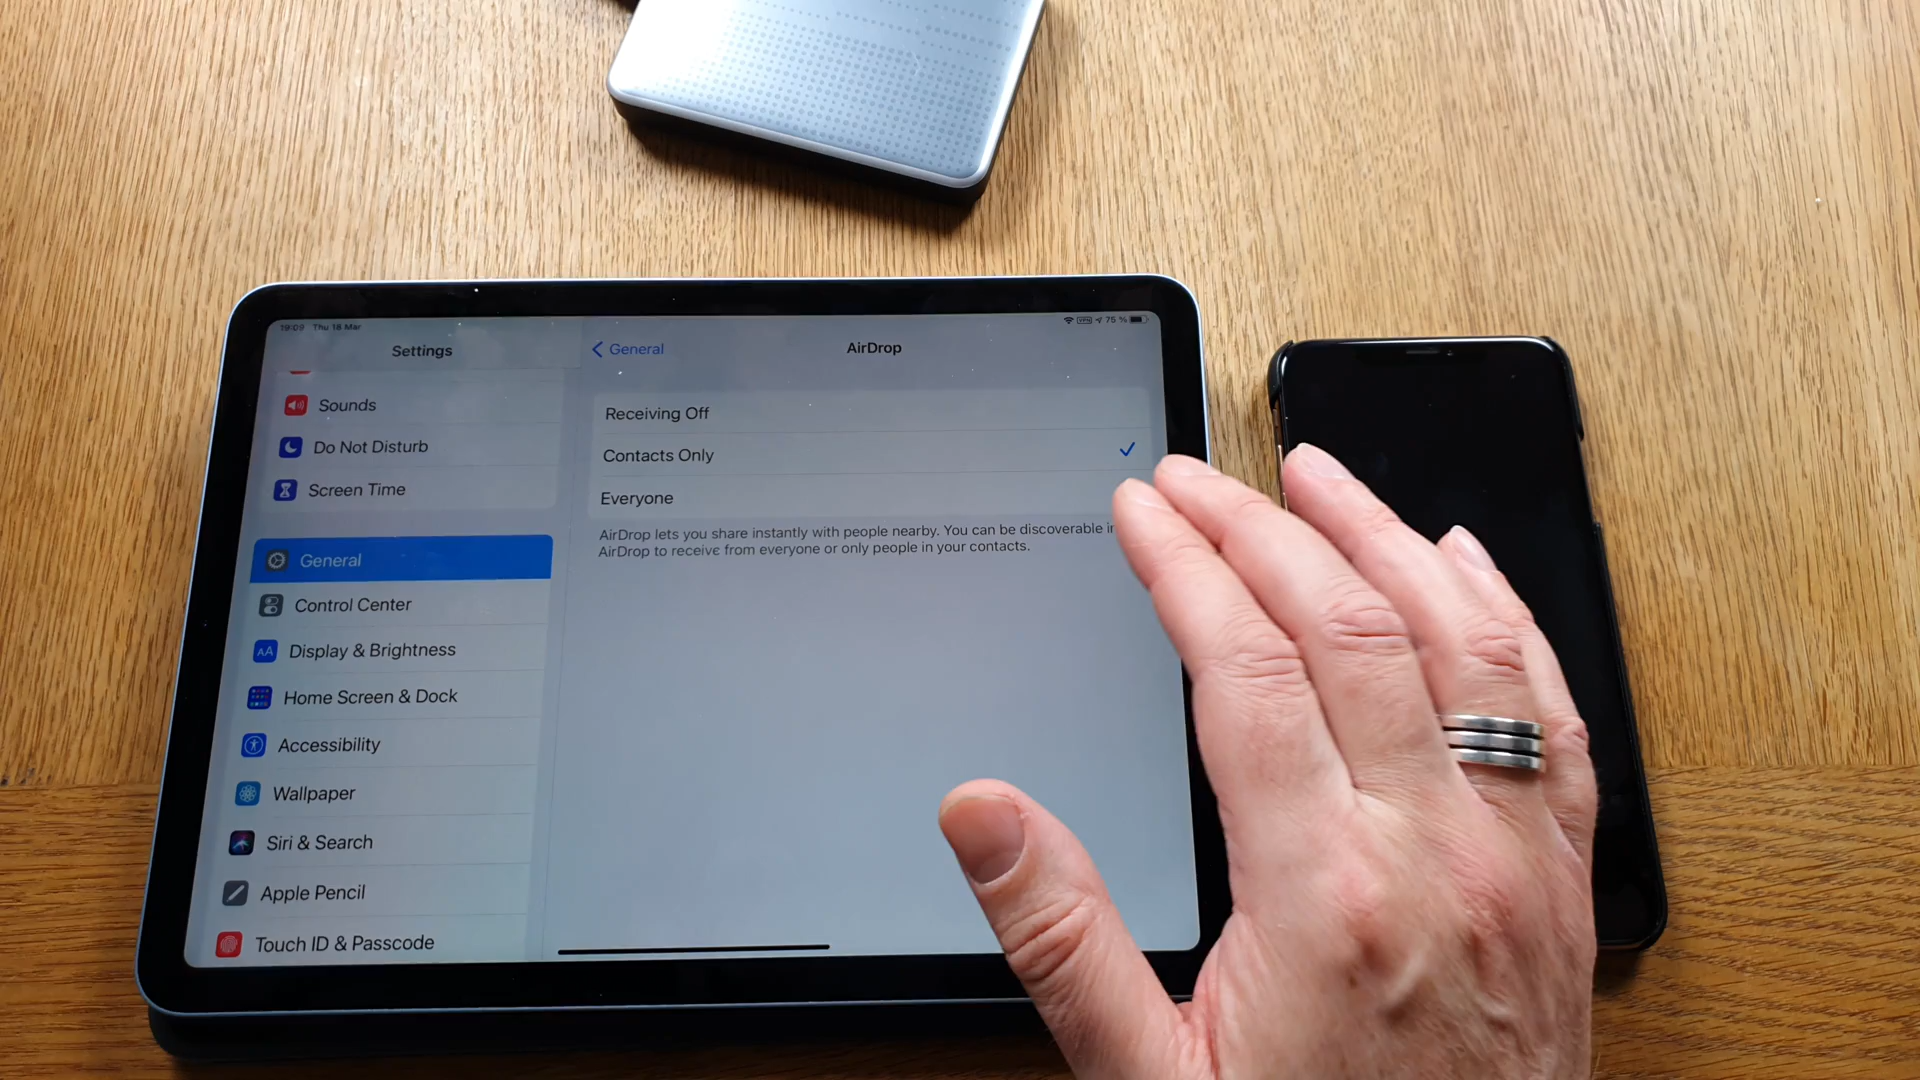 19:09 Thu 18 Mar
VPN 75 %
Settings
Sounds
Do Not Disturb
Screen Time
General
Control Center
AA Display & Brightness
Home Screen & Dock
Accessibility
Wallpaper
Siri & Search
Apple Pencil
Touch ID & Passcode
General
AirDrop
Receiving Off
Contacts Only
Everyone
AirDrop lets you share instantly with people nearby. You can be discoverable in
AirDrop to receive from everyone or only people in your contacts.